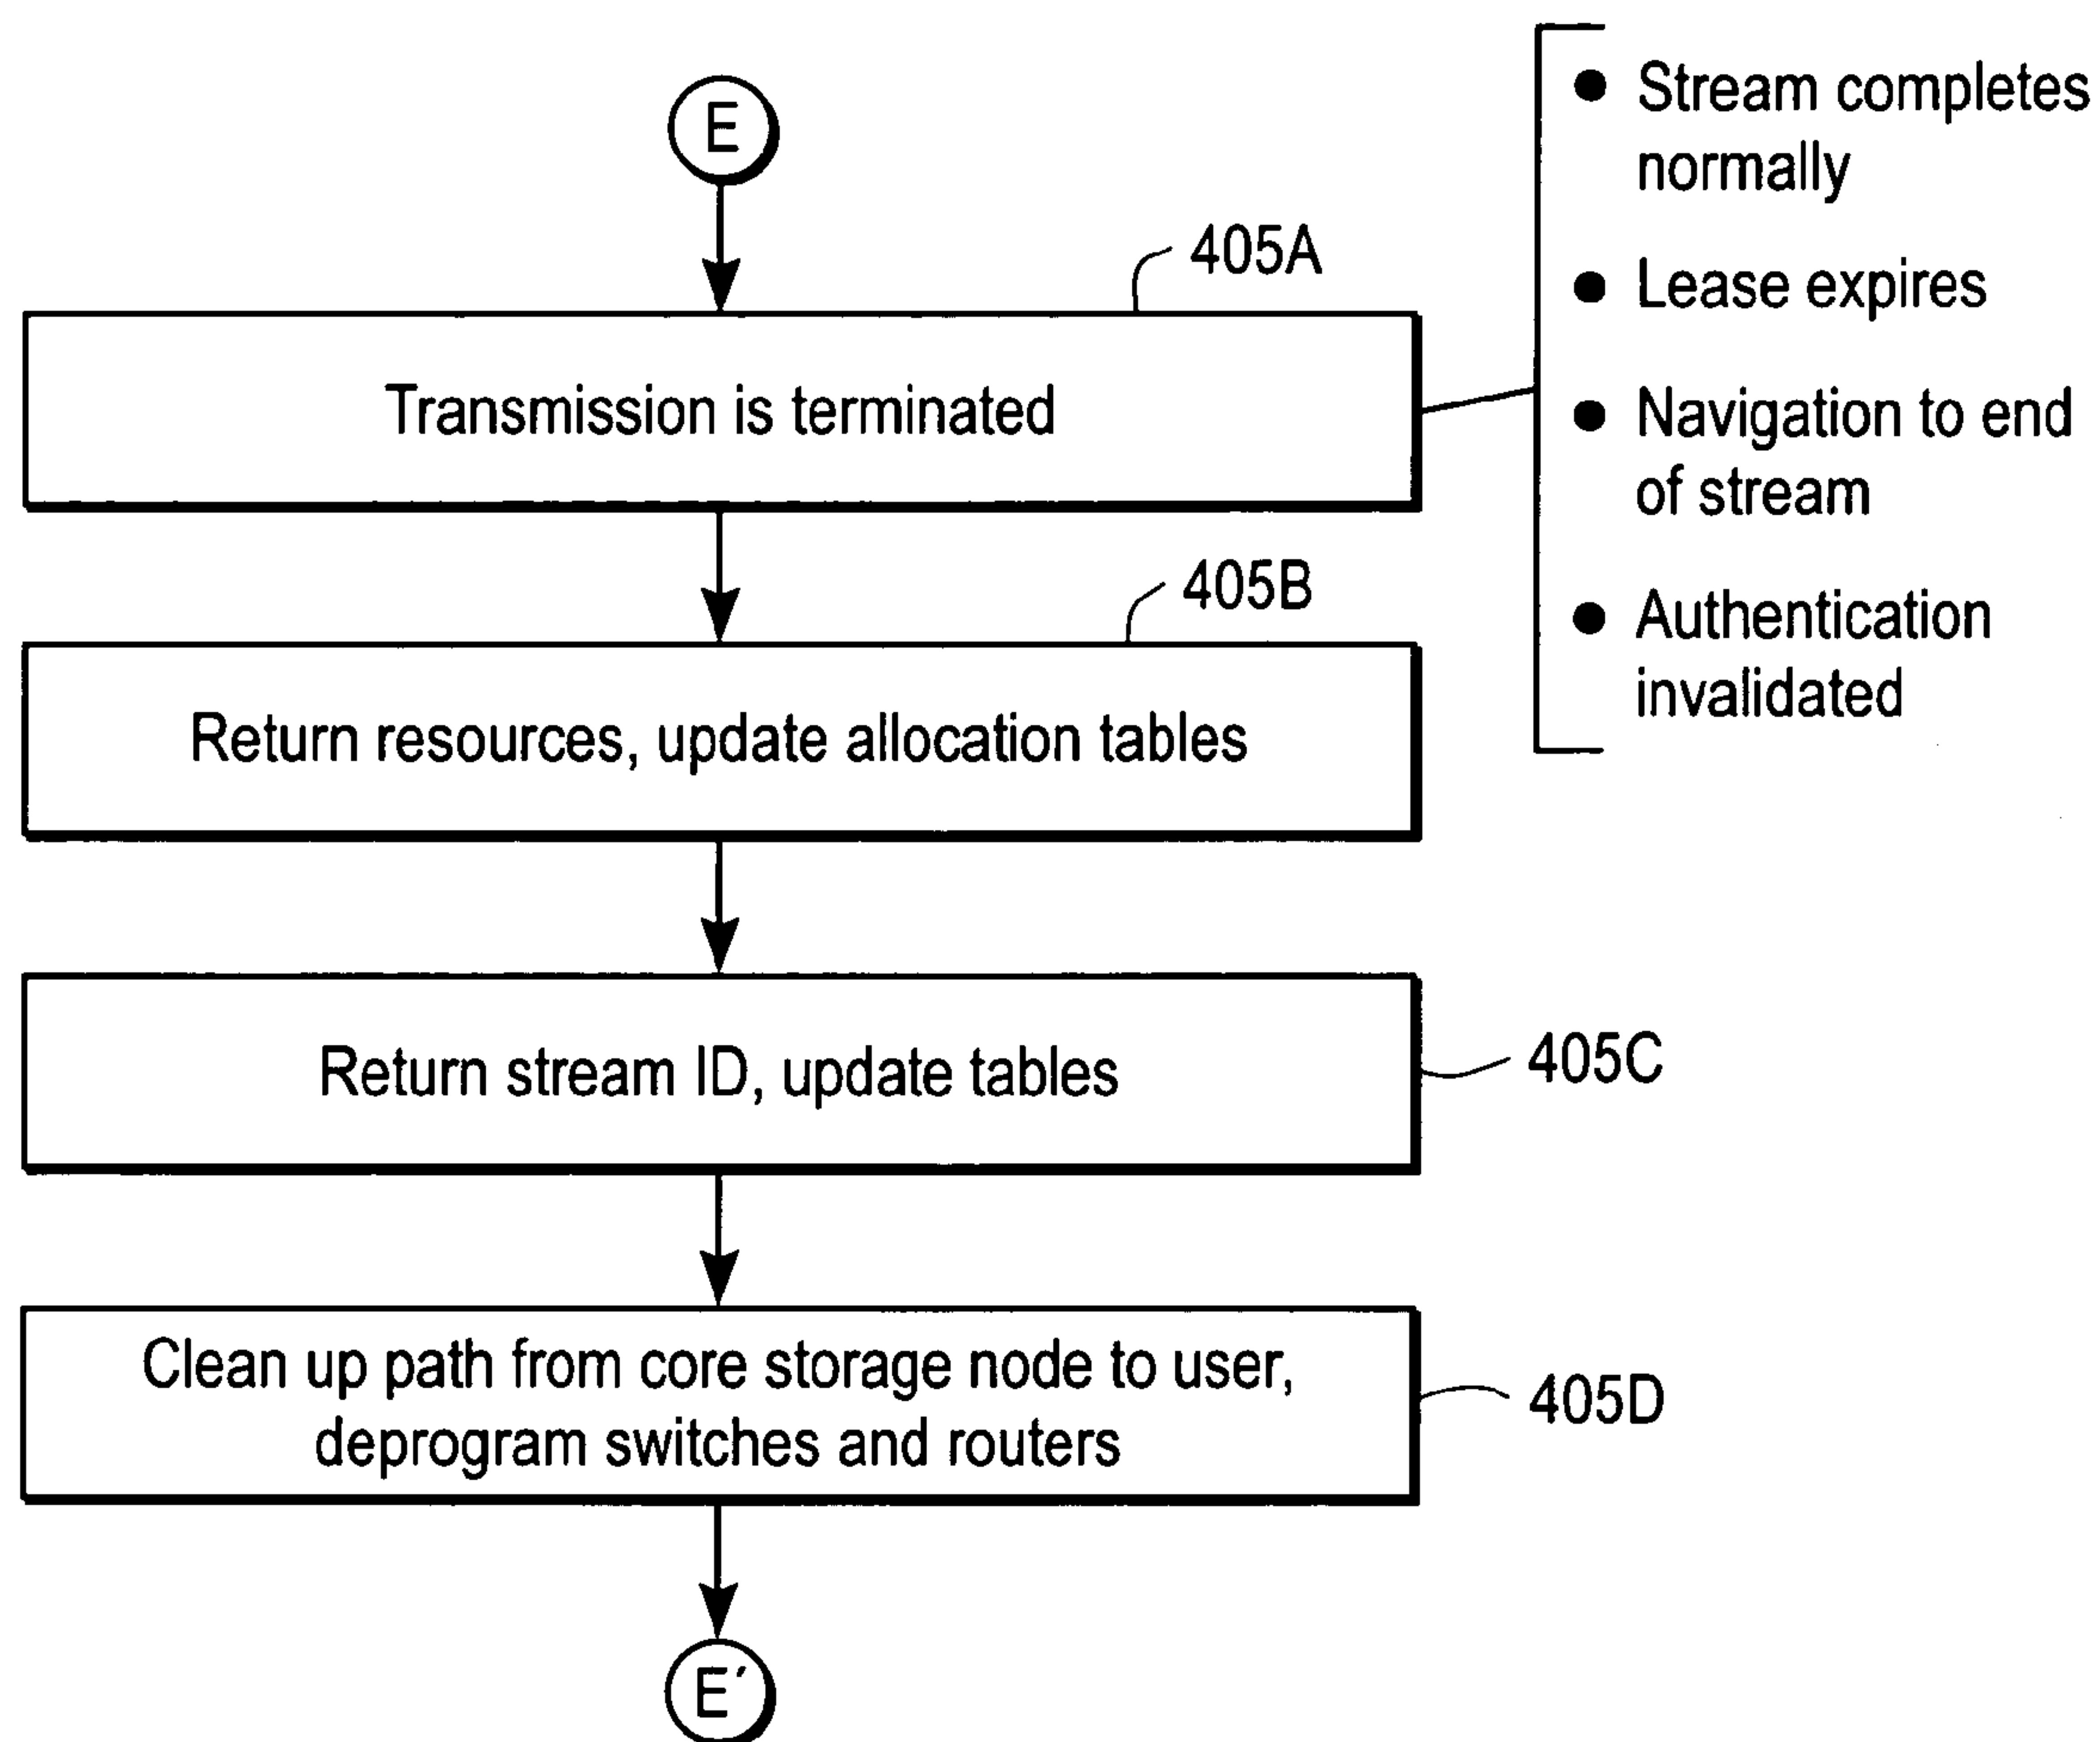 E
405A
Transmission is terminated
● Stream completes
normally
● Lease expires
● Navigation to end
of stream
● Authentication
invalidated
405B
Return resources, update allocation tables
Return stream ID, update tables
405C
Clean up path from core storage node to user,
deprogram switches and routers
405D
E′